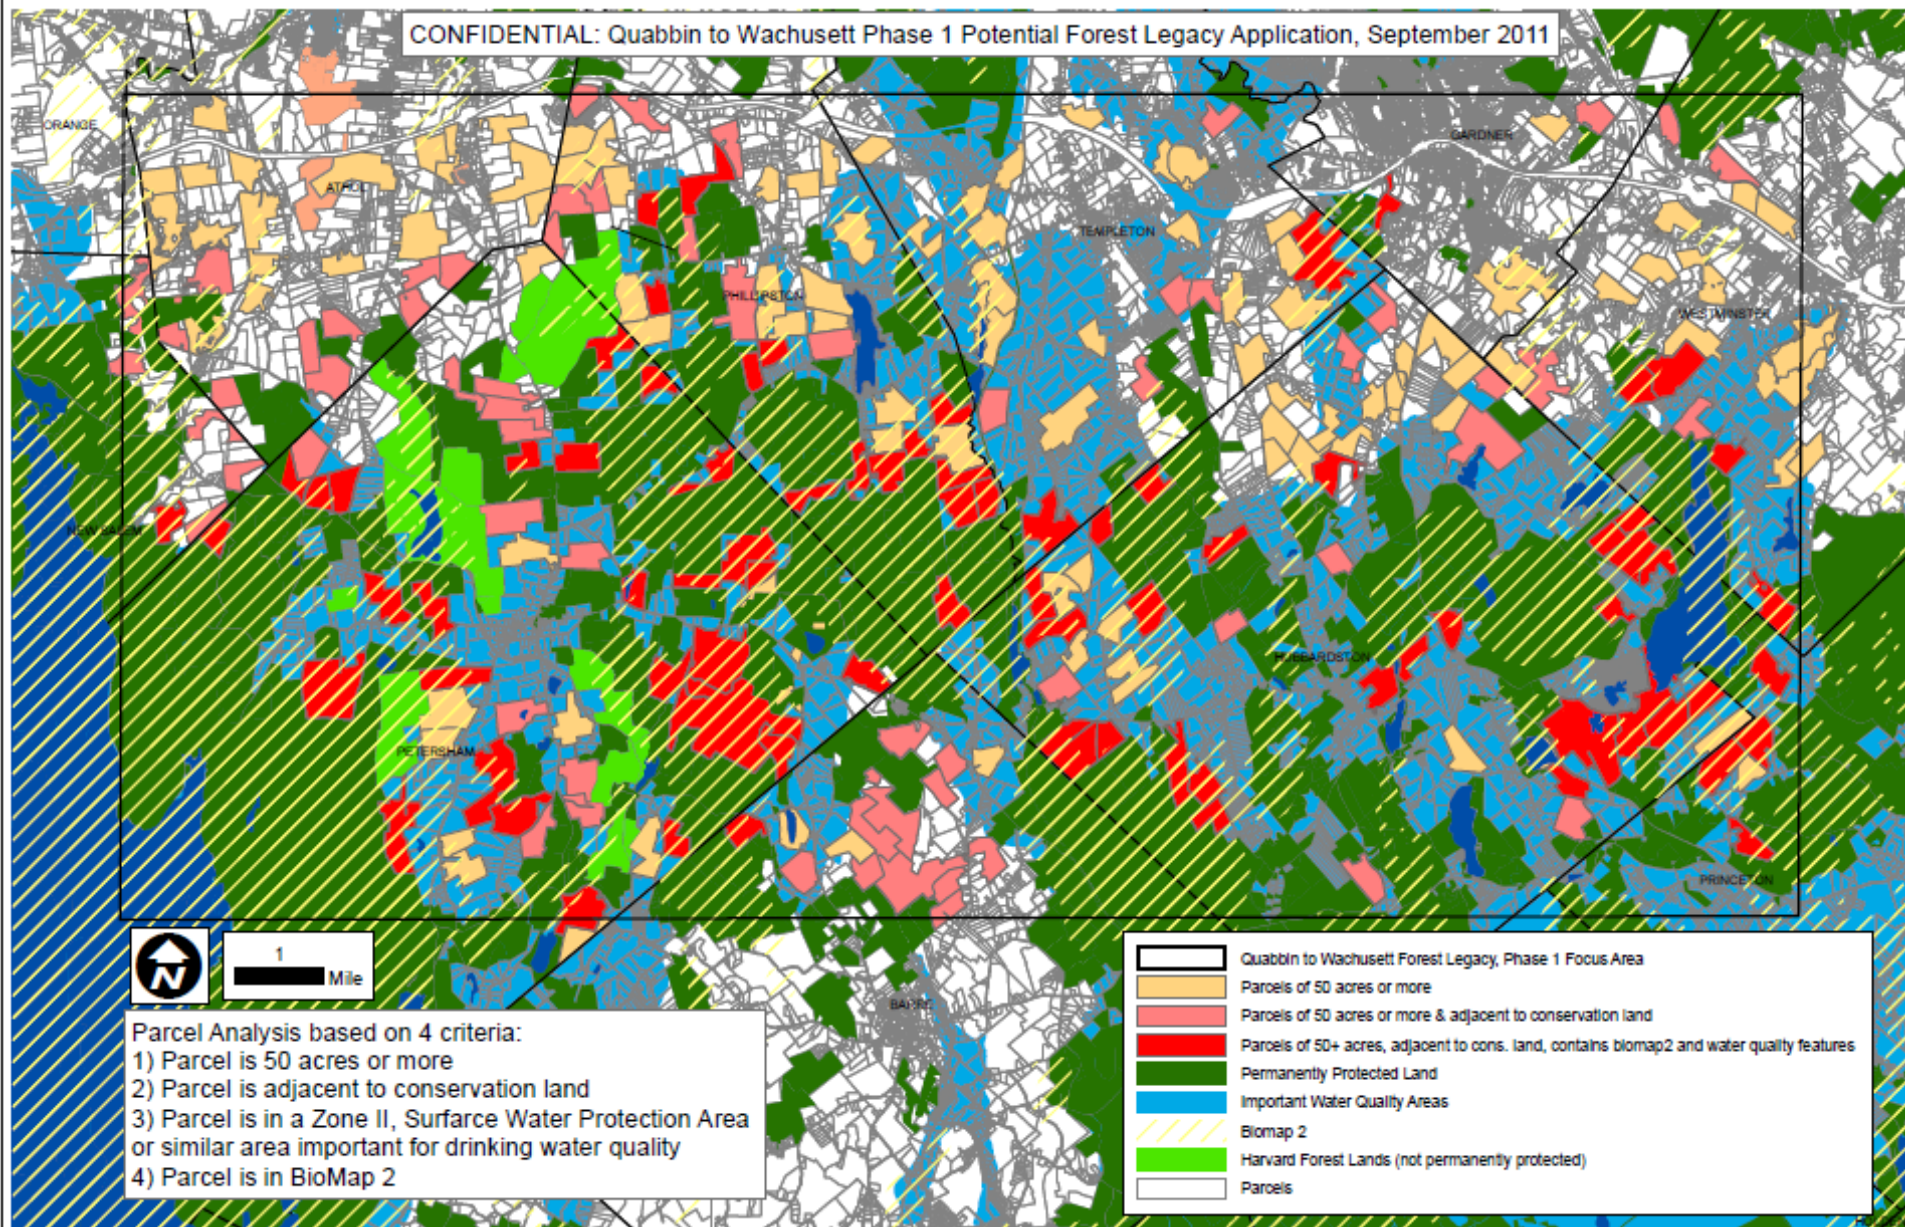 CONFIDENTIAL: Quabbin to Wachusett Phase 1 Potential Forest Legacy Application, September 2011
ORANGE
GARDNER
ATHOL
TEMPLETON
PHILLIPSTON
WESTMINSTER
NEW SALEM
HUBBARDSTON
PETERSHAM
PRINCETON
BARRE
N
1
Mile
Parcel Analysis based on 4 criteria:
1) Parcel is 50 acres or more
2) Parcel is adjacent to conservation land
3) Parcel is in a Zone II, Surfarce Water Protection Area
or similar area important for drinking water quality
4) Parcel is in BioMap 2
Quabbin to Wachusett Forest Legacy, Phase 1 Focus Area
Parcels of 50 acres or more
Parcels of 50 acres or more & adjacent to conservation land
Parcels of 50+ acres, adjacent to cons. land, contains biomap2 and water quality features
Permanently Protected Land
Important Water Quality Areas
Biomap 2
Harvard Forest Lands (not permanently protected)
Parcels